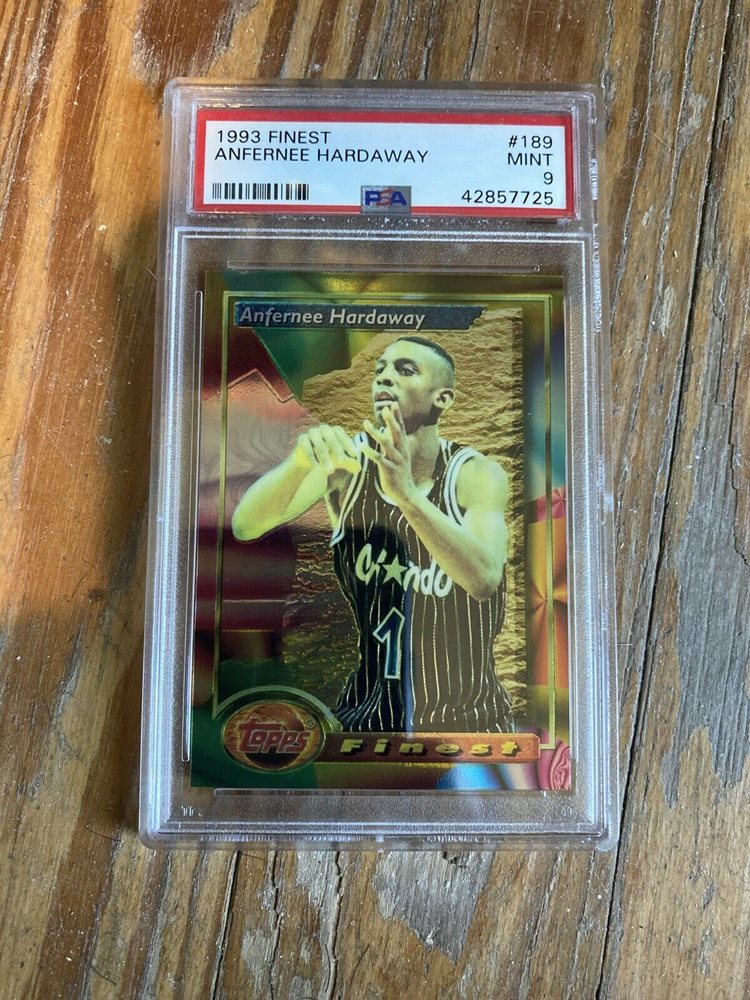 1993 FINEST #189
ANFERNEE HARDAWAY MINT
9
PSA 42857725
Anfernee Hardaway
Orlando
1
TOPPS®
Finest